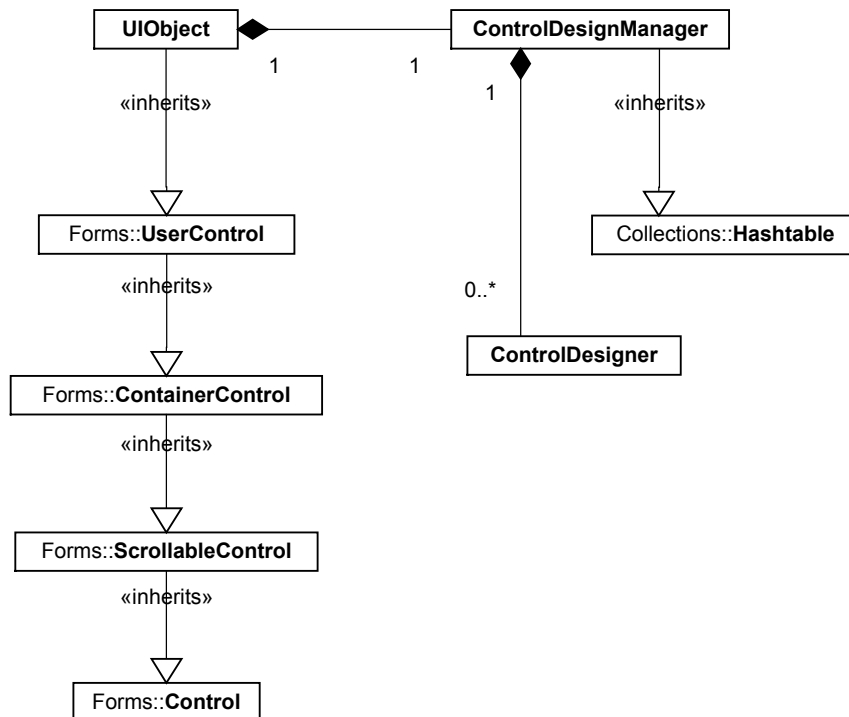 UIObject
ControlDesignManager
1
1
1
«inherits»
«inherits»
Forms::UserControl
Collections::Hashtable
«inherits»
0..*
ControlDesigner
Forms::ContainerControl
«inherits»
Forms::ScrollableControl
«inherits»
Forms::Control